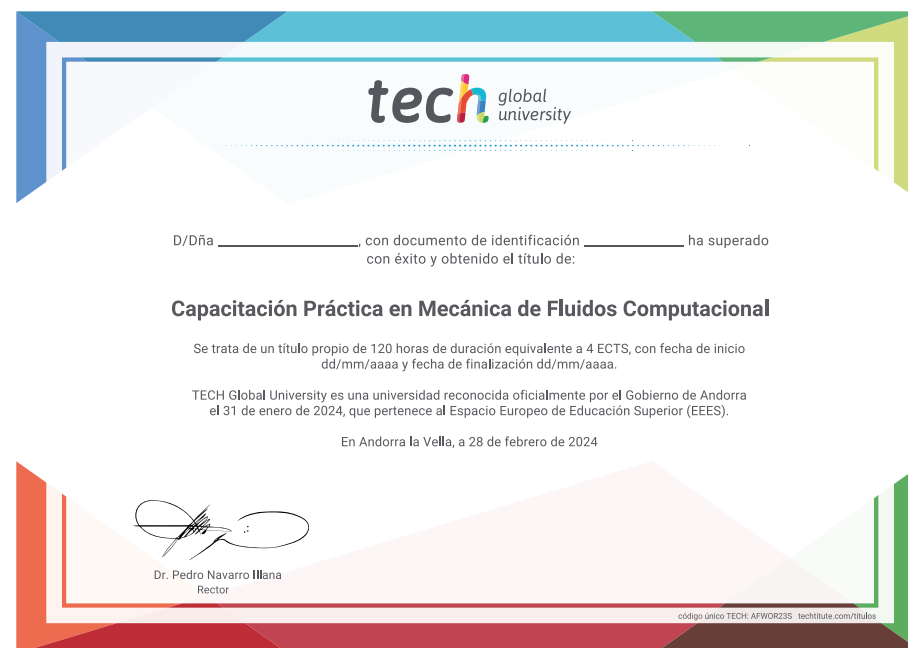 tech global university
D/Dña ____________________, con documento de identificación ______________ ha superado
con éxito y obtenido el título de:
Capacitación Práctica en Mecánica de Fluidos Computacional
Se trata de un título propio de 120 horas de duración equivalente a 4 ECTS, con fecha de inicio
dd/mm/aaaa y fecha de finalización dd/mm/aaaa.
TECH Global University es una universidad reconocida oficialmente por el Gobierno de Andorra
el 31 de enero de 2024, que pertenece al Espacio Europeo de Educación Superior (EEES).
En Andorra la Vella, a 28 de febrero de 2024
Dr. Pedro Navarro Illana
Rector
código único TECH: AFWOR23S techtitute.com/titulos